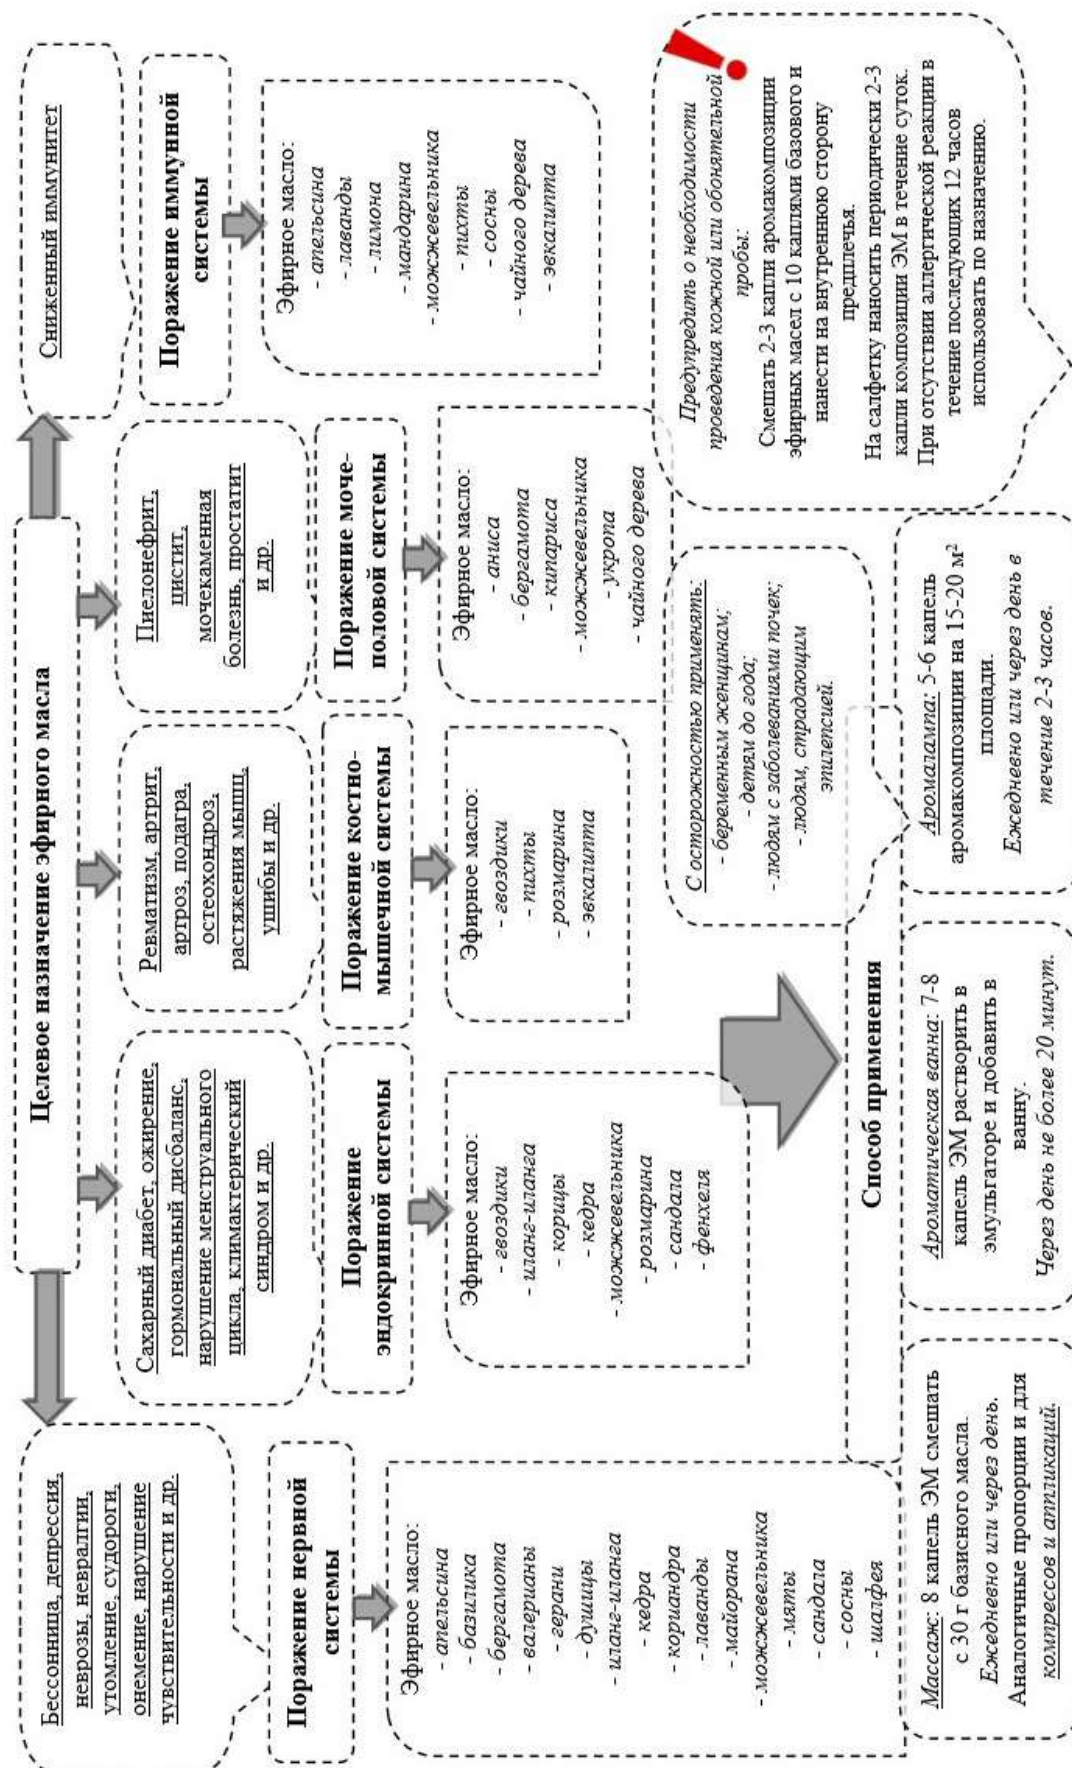 Целевое назначение эфирного масла
Бессонница, депрессия,
неврозы, невралгии,
утомление, судороги,
онемение, нарушение
чувствительности и др.
Поражение нервной
системы
Эфирное масло:
- апельсина
- базилика
- бергамота
- валерианы
- герани
- душицы
- иланг-иланга
- кедра
- кориандра
- лаванды
- майорана
- можжевельника
- мяты
- сандала
- сосны
- шалфея
Сахарный диабет, ожирение,
гормональный дисбаланс,
нарушение менструального
цикла, климактерический
синдром и др.
Поражение
эндокринной системы
Эфирное масло:
- гвоздики
- иланг-иланга
- корицы
- кедра
- можжевельника
- розмарина
- сандала
- фенхеля
Ревматизм, артрит,
артроз, подагра,
остеохондроз,
растяжения мышц,
ушибы и др.
Поражение костно-
мышечной системы
Эфирное масло:
- гвоздики
- пихты
- розмарина
- эвкалипта
Пиелонефрит,
цистит,
мочекаменная
болезнь, простатит
и др.
Поражение моче-
половой системы
Эфирное масло:
- аниса
- бергамота
- кипариса
- можжевельника
- укропа
- чайного дерева
Сниженный иммунитет
Поражение иммунной
системы
Эфирное масло:
- апельсина
- лаванды
- лимона
- мандарина
- можжевельника
- пихты
- сосны
- чайного дерева
- эвкалипта
С осторожностью применять:
- беременным женщинам;
- детям до года;
- людям с заболеваниями почек;
- людям, страдающим
эпилепсией.
Предупредить о необходимости
проведения кожной или обонятельной
пробы:
Смешать 2-3 капли аромакомпозиции
эфирных масел с 10 каплями базового и
нанести на внутреннюю сторону
предплечья.
На салфетку наносить периодически 2-3
капли композиции ЭМ в течение суток.
При отсутствии аллергической реакции в
течение последующих 12 часов
использовать по назначению.
Способ применения
Массаж: 8 капель ЭМ смешать
с 30 г базисного масла.
Ежедневно или через день.
Аналогичные пропорции и для
компрессов и аппликаций.
Ароматическая ванна: 7-8
капель ЭМ растворить в
эмульгаторе и добавить в
ванну.
Через день не более 20 минут.
Аромалампа: 5-6 капель
аромакомпозиции на 15-20 м²
площади.
Ежедневно или через день в
течение 2-3 часов.